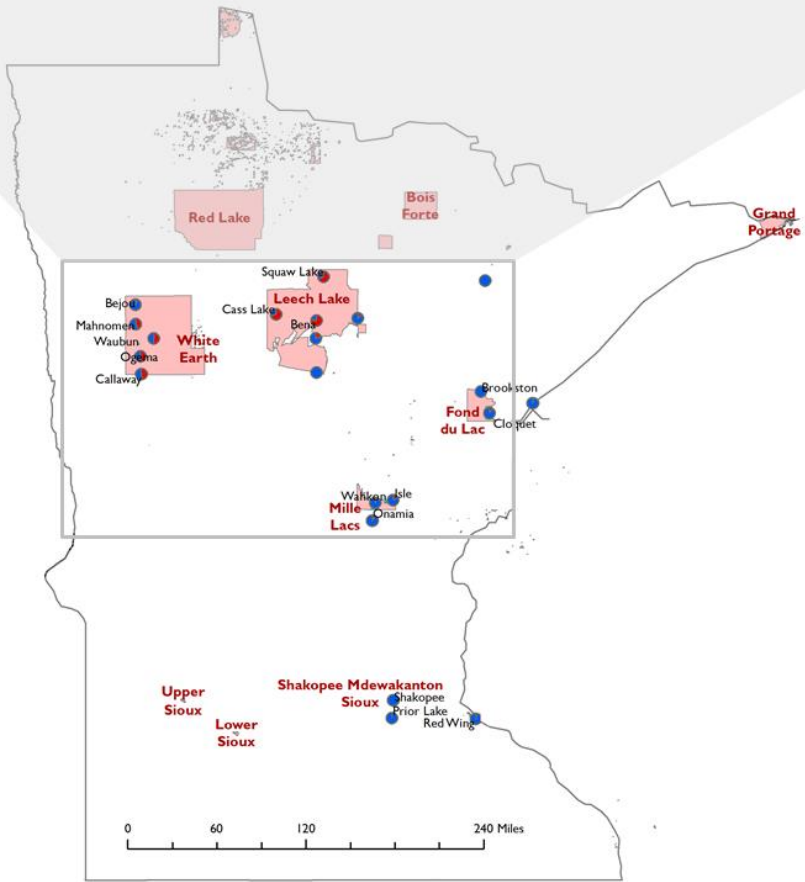 Red Lake
Bois
Forte
Grand
Portage
Squaw Lake
Leech Lake
Cass Lake
Bena
Bejou
Mahnomen
Waubun
Ogema
Callaway
White
Earth
Brookston
Fond
du Lac
Cloquet
Wahkon
Isle
Onamia
Mille
Lacs
Upper
Sioux
Lower
Sioux
Shakopee Mdewakanton
Sioux
Shakopee
Prior Lake
Red Wing
0 60 120 240 Miles